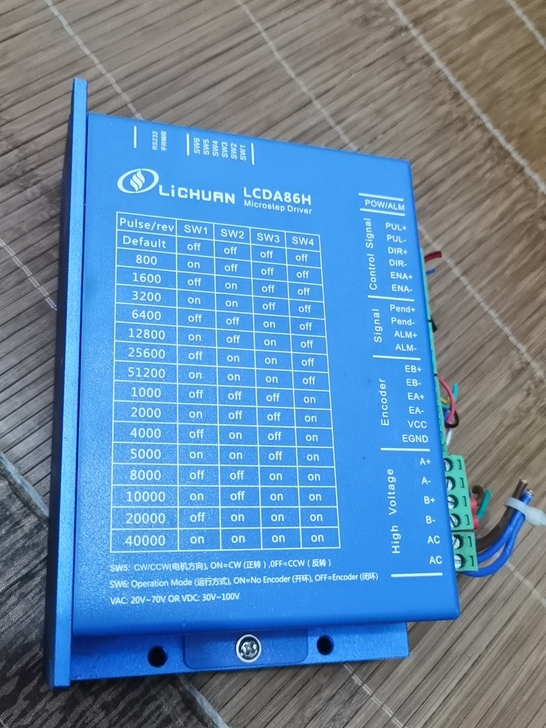 RS232
SW6
SW5
SW4
SW3
SW2
SW1
LiCHUAN
LCDA86H
Microstep Driver
Pulse/rev SW1 SW2 SW3 SW4
Default off off off off
800 on off off off
1600 off on off off
3200 on on off off
6400 off off on off
12800 on off on off
25600 off on on off
51200 on on on off
1000 off off off on
2000 on off off on
4000 off on off on
5000 on on off on
8000 off off on on
10000 on off on on
20000 off on on on
40000 on on on on
SW5: CW/CCW(电机方向), ON=CW (正转) ,OFF=CCW (反转)
SW6: Operation Mode (运行方式), ON=No Encoder (开环), OFF=Encoder (闭环)
VAC: 20V~70V OR VDC: 30V~100V
POW/ALM
Control Signal
PUL+
PUL-
DIR+
DIR-
ENA+
ENA-
Signal
Pend+
Pend-
ALM+
ALM-
Encoder
EB+
EB-
EA+
EA-
VCC
EGND
High Voltage
A+
A-
B+
B-
AC
AC